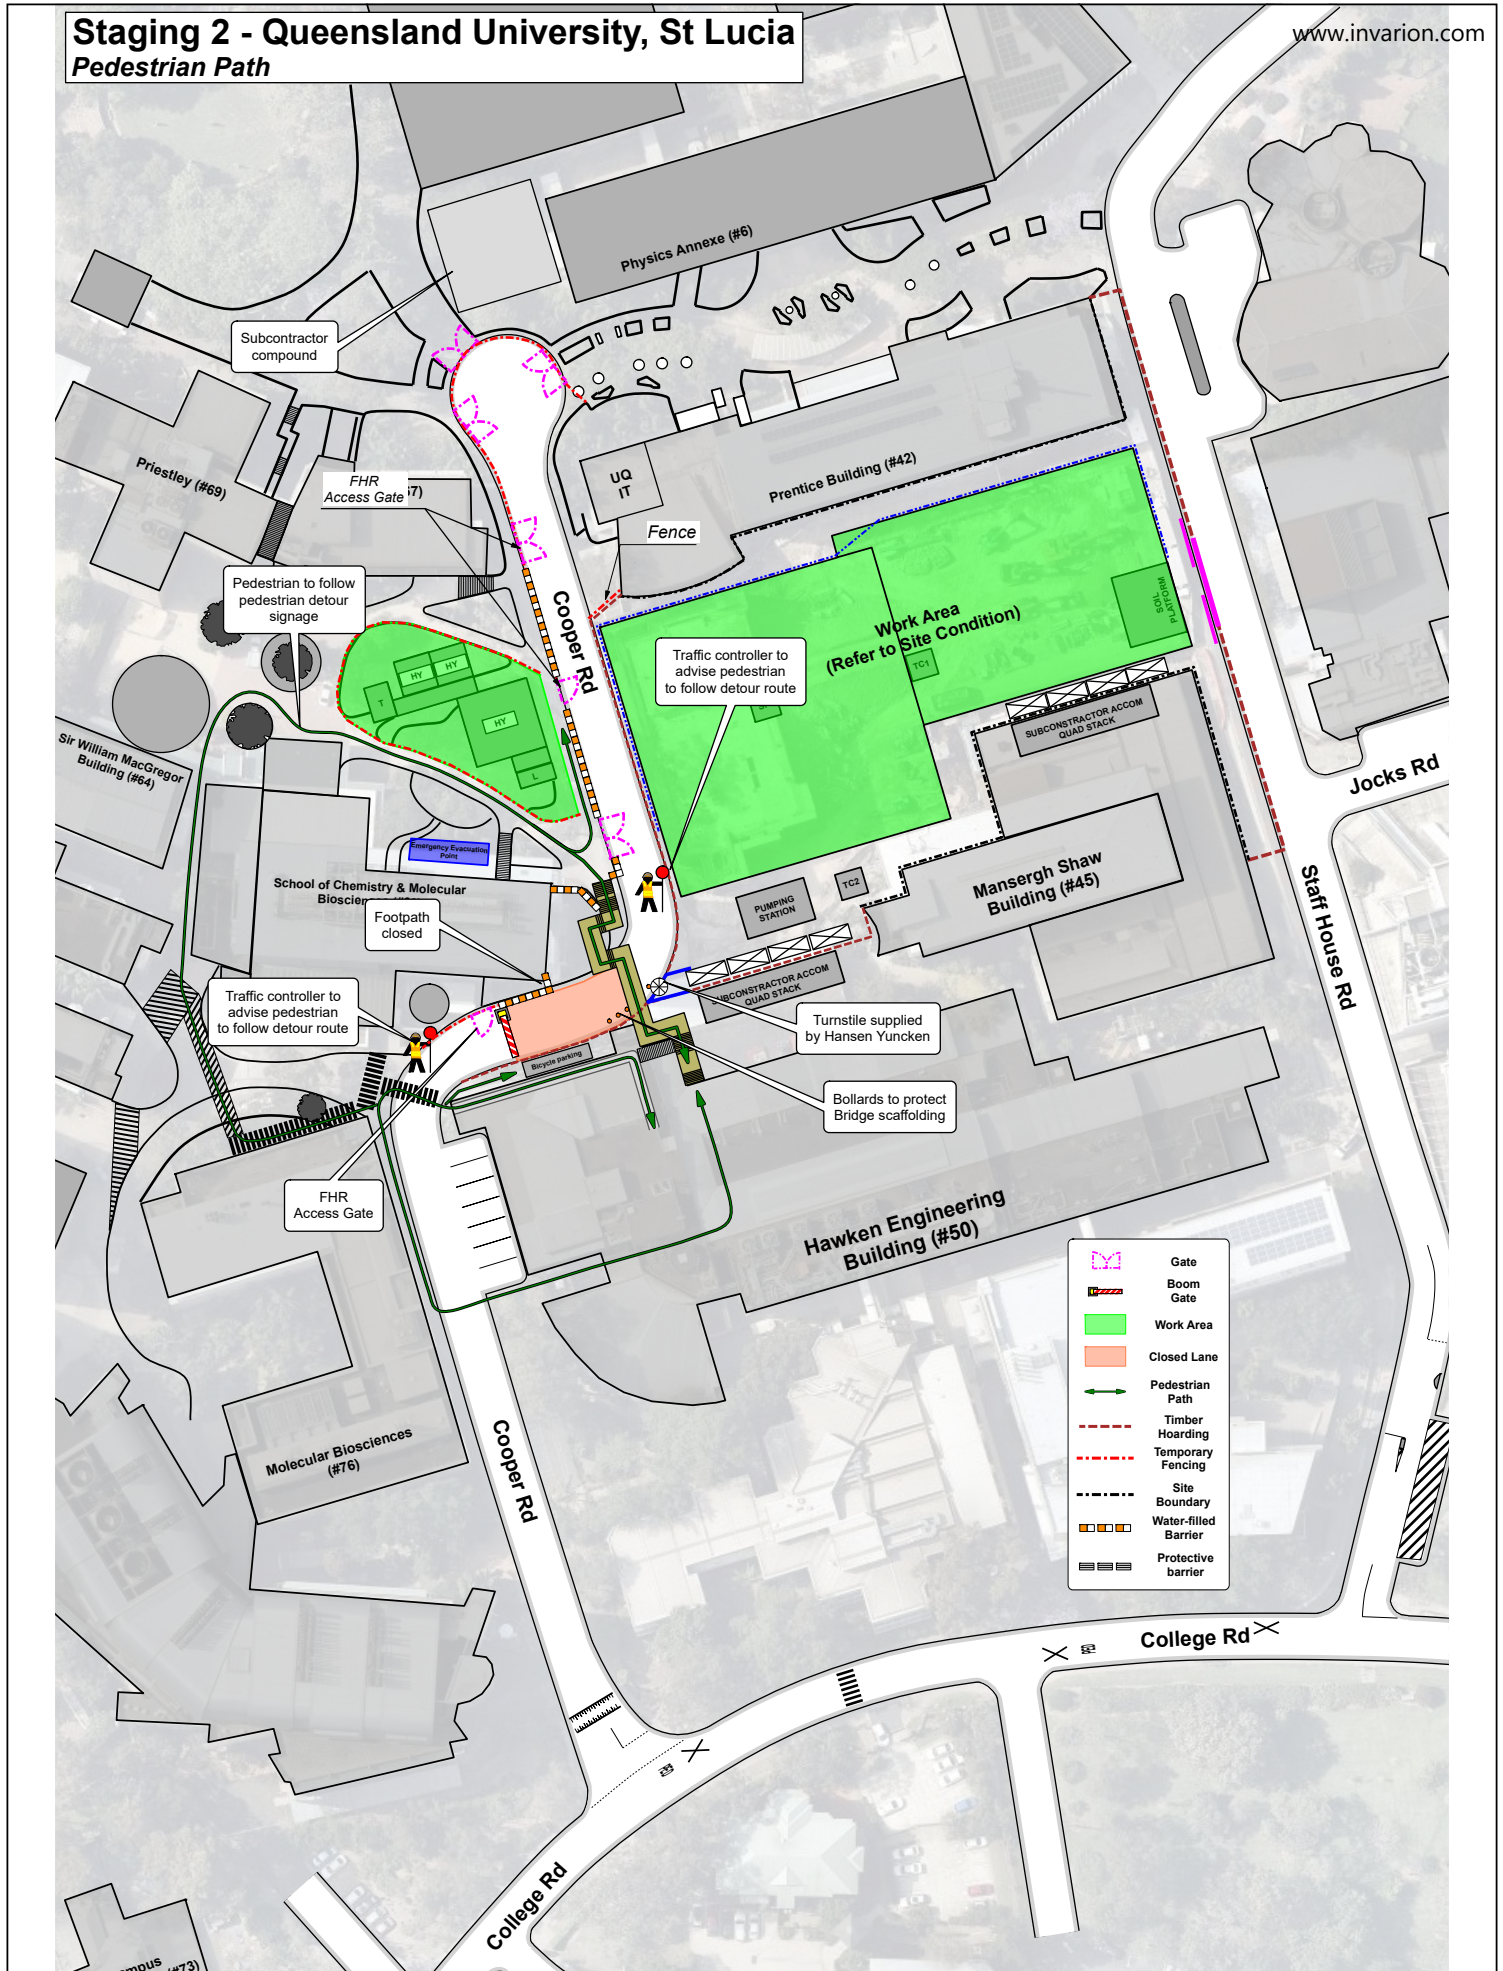 Staging 2 - Queensland University, St Lucia
Pedestrian Path
www.invarion.com
Physics Annexe (#6)
Subcontractor
compound
Priestley (#69)
FHR
Access Gate
67)
UQ
IT
Prentice Building (#42)
Fence
Pedestrian to follow
pedestrian detour
signage
Cooper Rd
Work Area
(Refer to Site Condition)
SOIL
PLATFORM
TC1
Traffic controller to
advise pedestrian
to follow detour route
HY
HY
T
HY
L
SUBCONSTRACTOR ACCOM
QUAD STACK
Sir William MacGregor
Building (#64)
Jocks Rd
Emergency Evacuation
Point
School of Chemistry & Molecular
Mansergh Shaw
Building (#45)
TC2
PUMPING
STATION
Footpath
closed
Staff House Rd
SUBCONSTRACTOR ACCOM
QUAD STACK
Traffic controller to
advise pedestrian
to follow detour route
Turnstile supplied
by Hansen Yuncken
Bicycle parking
Bollards to protect
Bridge scaffolding
FHR
Access Gate
Hawken Engineering
Building (#50)
Gate
Boom
Gate
Work Area
Closed Lane
Pedestrian
Path
Timber
Hoarding
Temporary
Fencing
Site
Boundary
Water-filled
Barrier
Protective
barrier
Molecular Biosciences
(#76)
Cooper Rd
College Rd
College Rd
mpus
(#73)